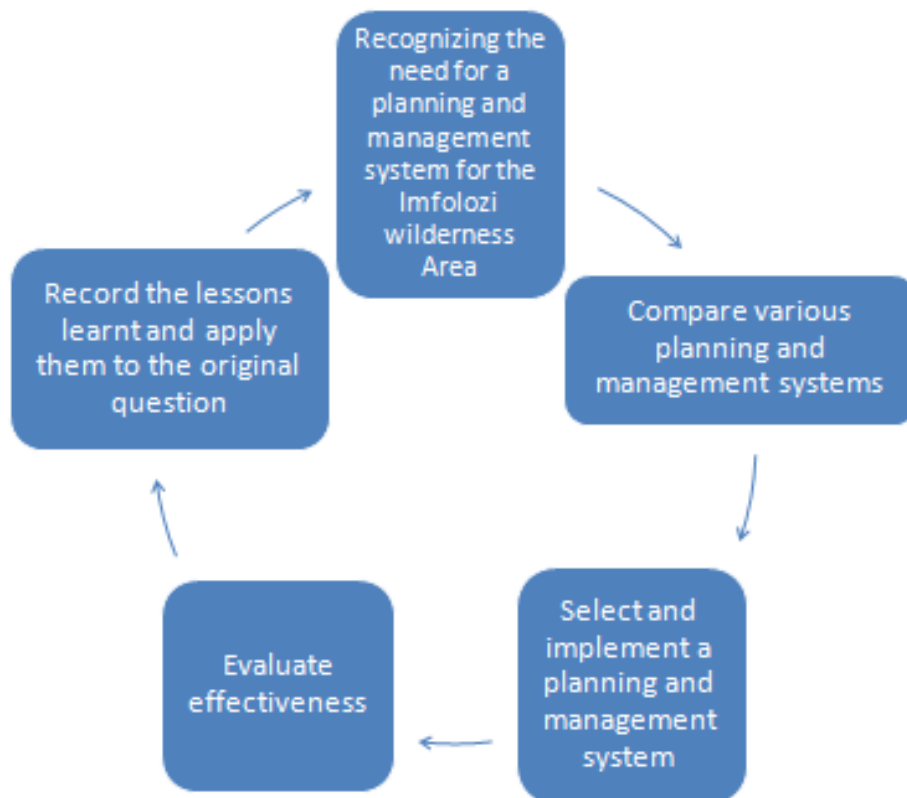 Recognizing the
need for a
planning and
management
system for the
Imfolozi
wilderness
Area
Compare various
planning and
management systems
Select and
implement a
planning and
management
system
Evaluate
effectiveness
Record the lessons
learnt and apply
them to the original
question